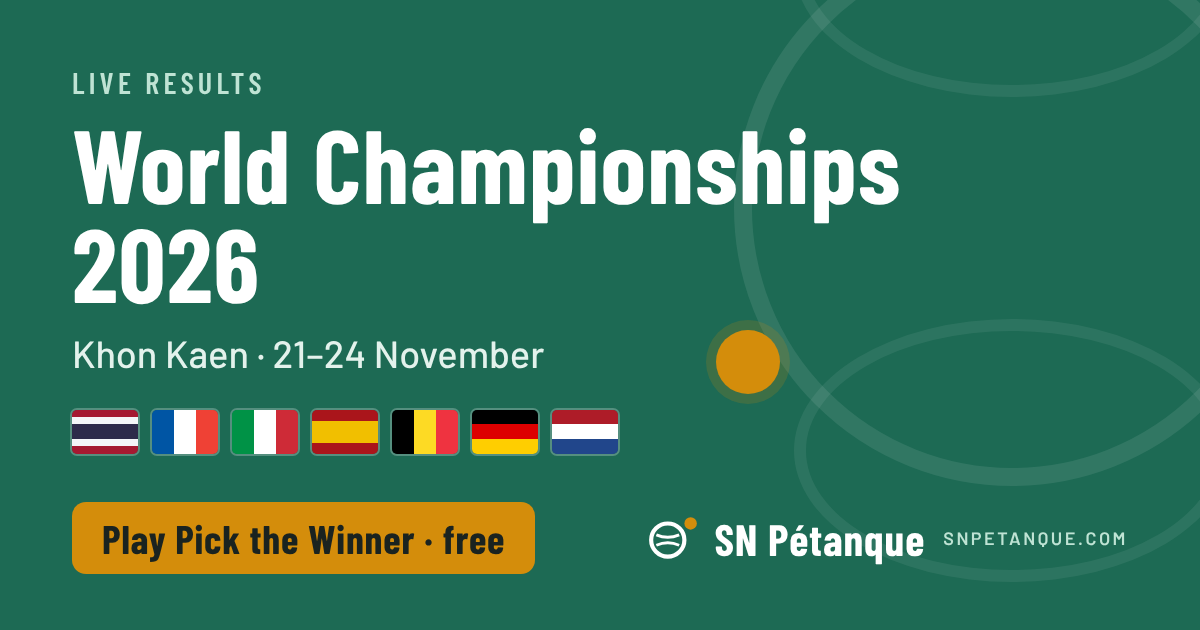 LIVE RESULTS
World Championships
2026
Khon Kaen · 21–24 November
Play Pick the Winner · free
SN Pétanque SNPETANQUE.COM